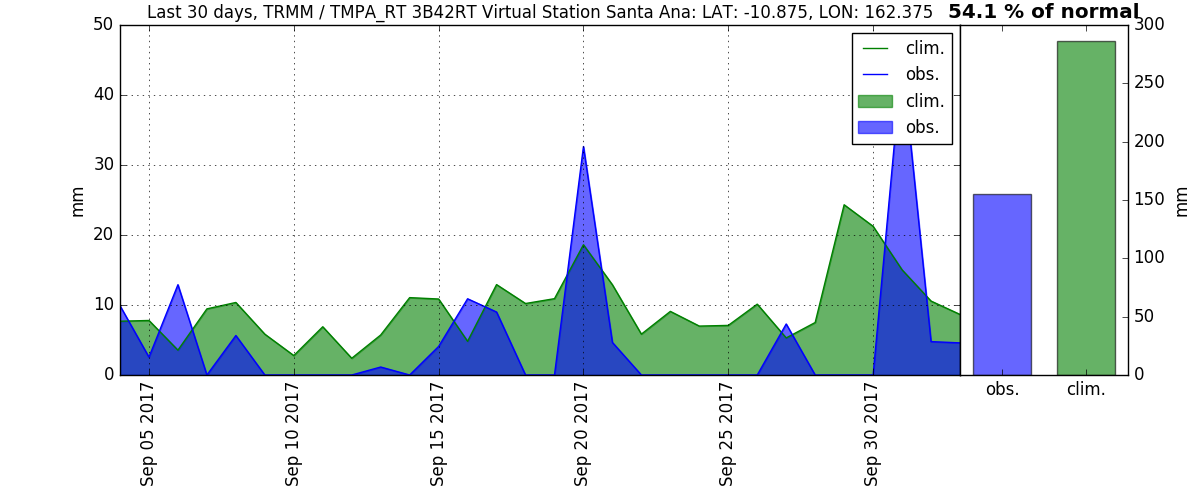 Last 30 days, TRMM / TMPA_RT 3B42RT Virtual Station Santa Ana: LAT: -10.875, LON: 162.375
54.1 % of normal
50
40
30
20
10
0
mm
clim.
obs.
clim.
obs.
Sep 05 2017
Sep 10 2017
Sep 15 2017
Sep 20 2017
Sep 25 2017
Sep 30 2017
300
250
200
150
100
50
0
mm
obs.
clim.